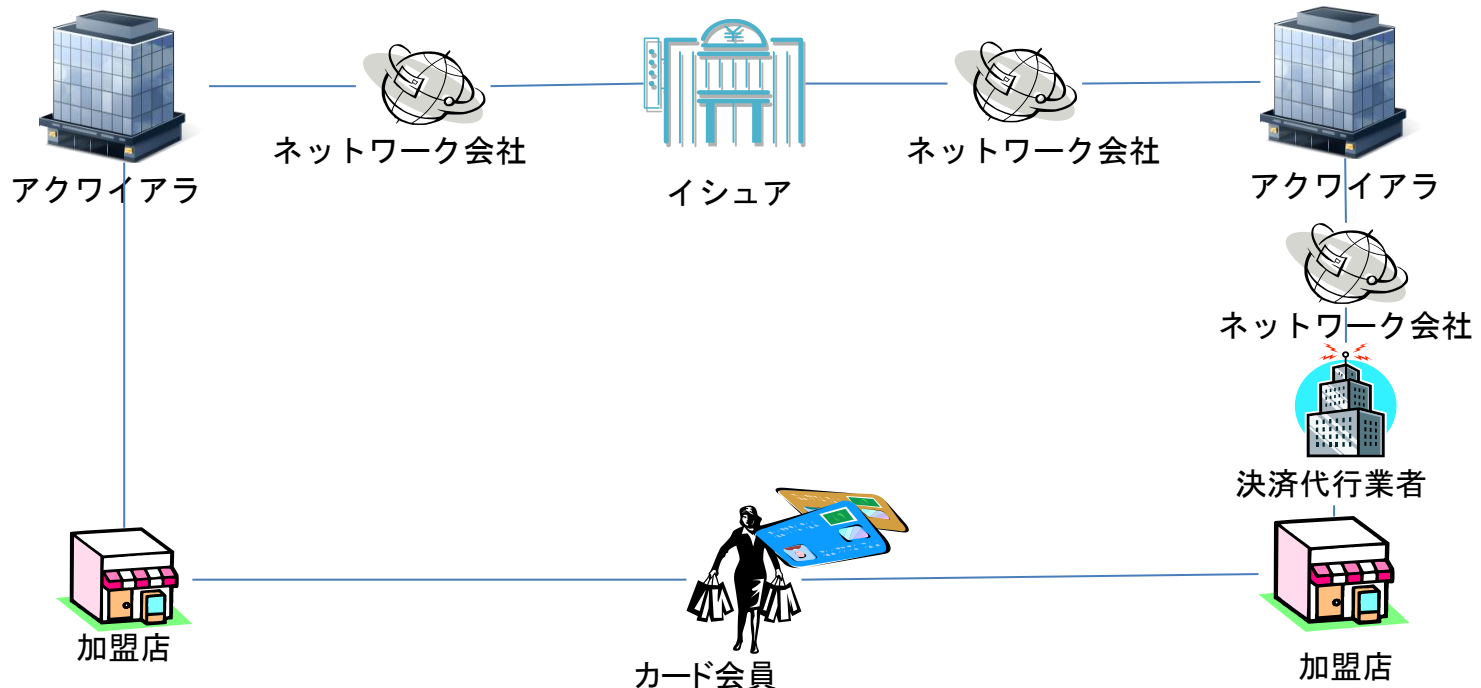 ネットワーク会社
ネットワーク会社
アクワイアラ
イシュア
アクワイアラ
ネットワーク会社
決済代行業者
加盟店
カード会員
加盟店